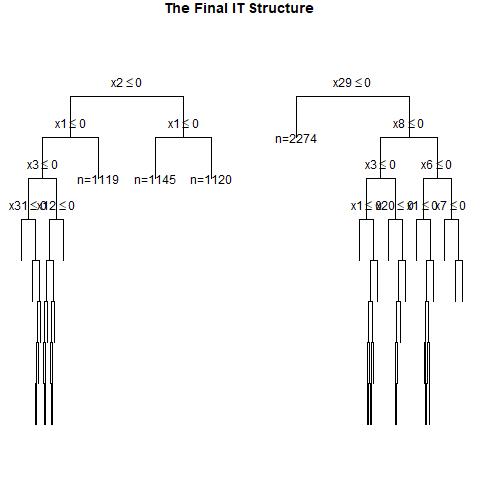 The Final IT Structure
x2 ≤ 0 x29 ≤ 0
x1 ≤ 0 x1 ≤ 0 x8 ≤ 0
n=2274
x3 ≤ 0 x3 ≤ 0 x6 ≤ 0
n=1119 n=1145 n=1120
x31 ≤ 0 x12 ≤ 0 x1 ≤ 0 x20 ≤ 0 x1 ≤ 0 x7 ≤ 0